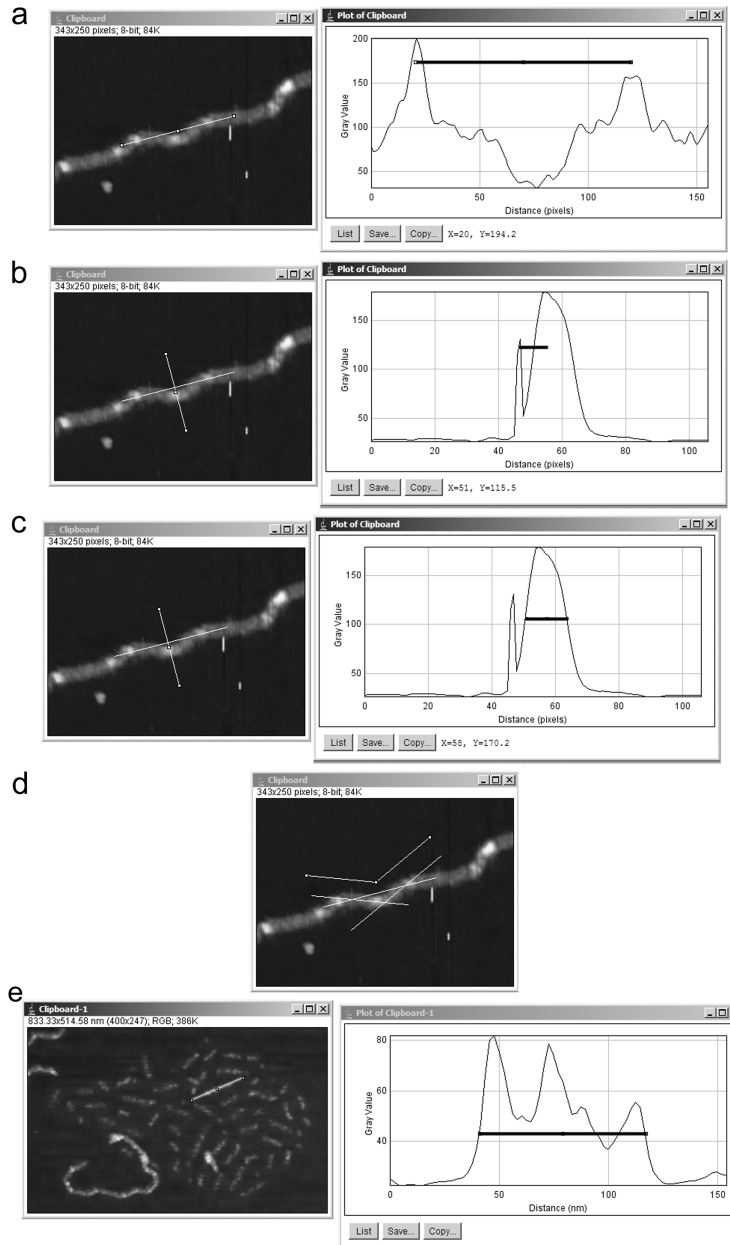 a
Clipboard
343x250 pixels; 8-bit; 84K
Plot of Clipboard
200
150
100
50
Gray Value
0
50
100
150
Distance (pixels)
List
Save...
Copy...
X=20, Y=194.2
b
Clipboard
343x250 pixels; 8-bit; 84K
Plot of Clipboard
150
100
50
Gray Value
0
20
40
60
80
100
Distance (pixels)
List
Save...
Copy...
X=51, Y=115.5
c
Clipboard
343x250 pixels; 8-bit; 84K
Plot of Clipboard
150
100
50
Gray Value
0
20
40
60
80
100
Distance (pixels)
List
Save...
Copy...
X=58, Y=170.2
d
Clipboard
343x250 pixels; 8-bit; 84K
e
Clipboard-1
833.33x514.58 nm (400x247); RGB; 386K
Plot of Clipboard-1
80
60
40
Gray Value
0
50
100
150
Distance (nm)
List
Save...
Copy...